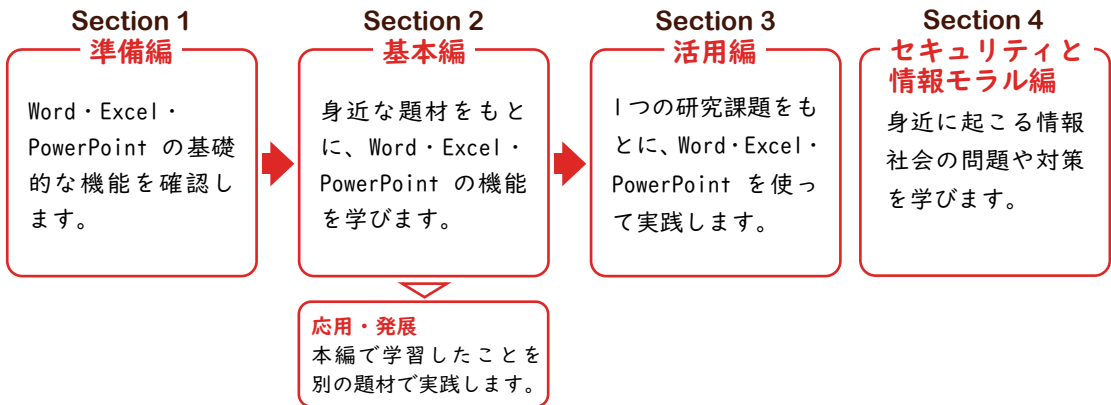 Section 1
準備編
Word・Excel・
PowerPoint の基礎
的な機能を確認し
ます。
Section 2
基本編
身近な題材をもと
に、Word・Excel・
PowerPoint の機能
を学びます。
応用・発展
本編で学習したことを
別の題材で実践します。
Section 3
活用編
1つの研究課題をも
とに、Word・Excel・
PowerPoint を使っ
て実践します。
Section 4
セキュリティと
情報モラル編
身近に起こる情報
社会の問題や対策
を学びます。